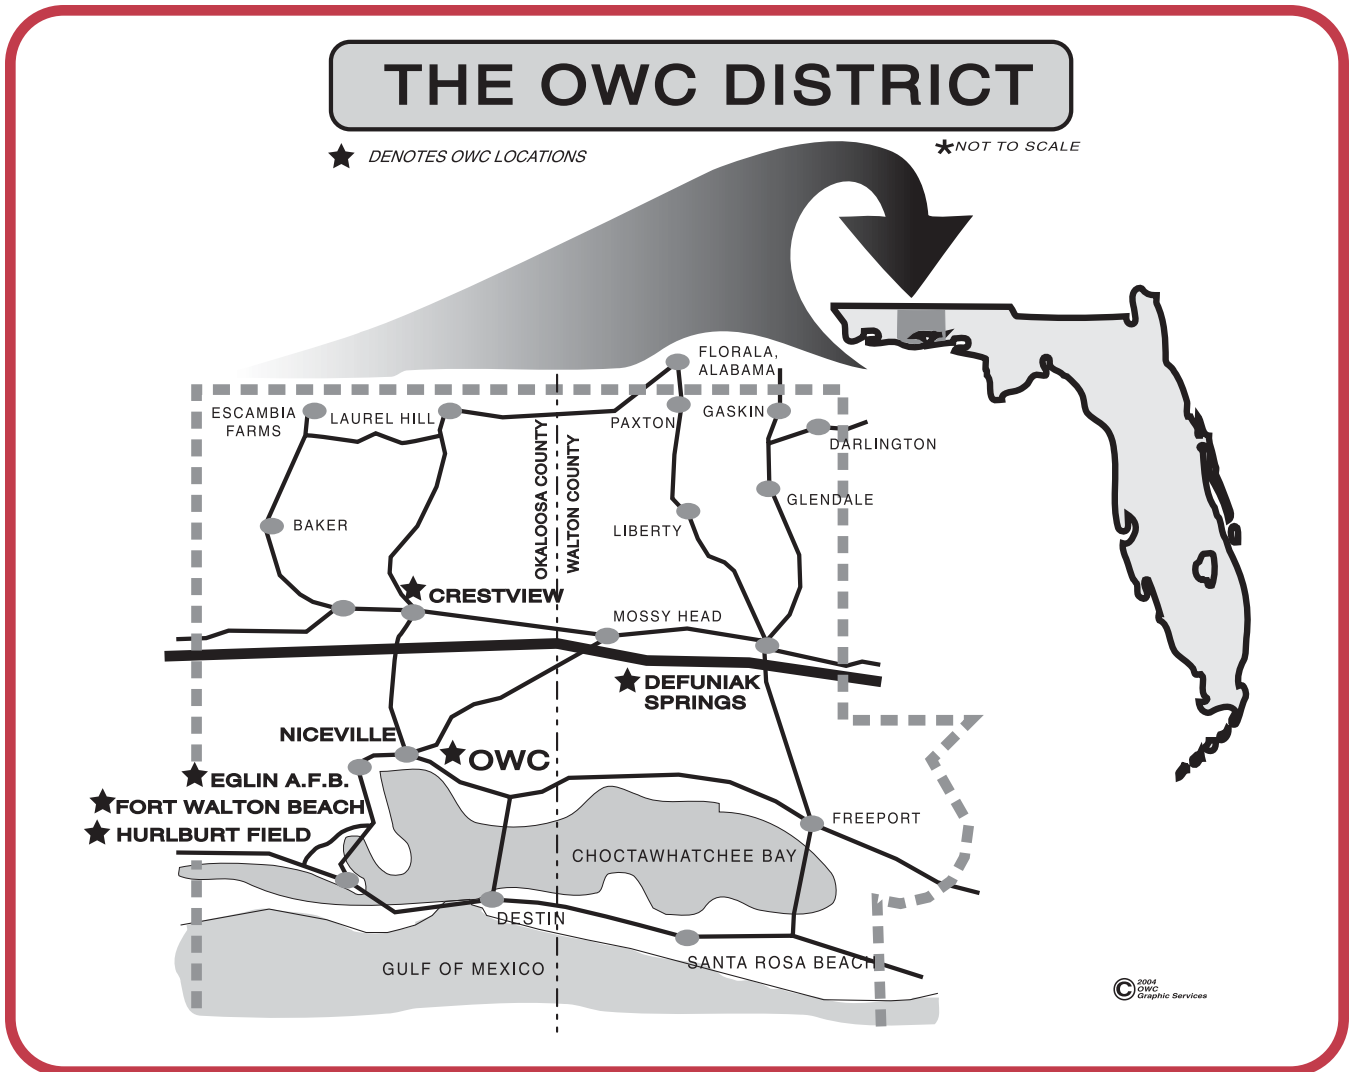 THE OWC DISTRICT
★ DENOTES OWC LOCATIONS
*NOT TO SCALE
FLORALA,
ALABAMA
ESCAMBIA
FARMS
LAUREL HILL
PAXTON
GASKIN
DARLINGTON
OKALOOSA COUNTY
WALTON COUNTY
GLENDALE
BAKER
LIBERTY
CRESTVIEW
MOSSY HEAD
DEFUNIAK
SPRINGS
NICEVILLE
OWC
EGLIN A.F.B.
FORT WALTON BEACH
HURLBURT FIELD
FREEPORT
CHOCTAWHATCHEE BAY
DESTIN
GULF OF MEXICO
SANTA ROSA BEACH
© 2004
OWC
Graphic Services